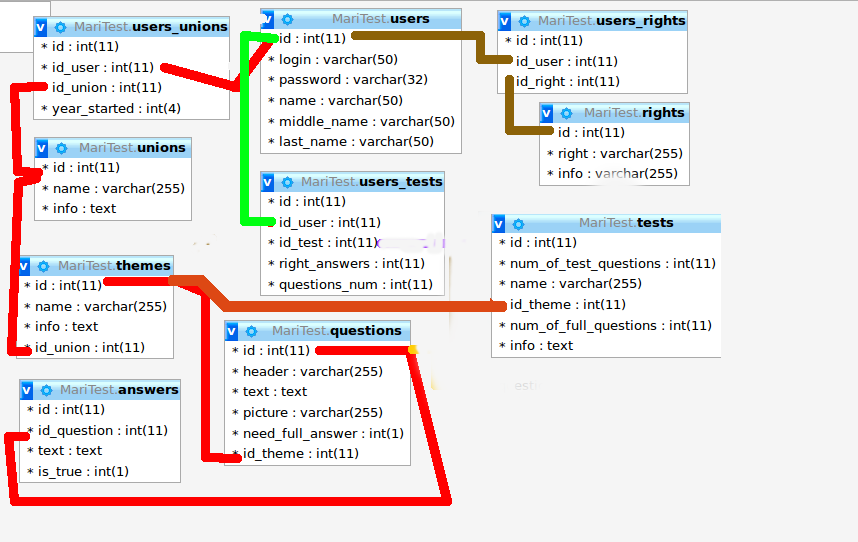 v MariTest.users_unions
* id : int(11)
* id_user : int(11)
* id_union : int(11)
* year_started : int(4)
v MariTest.users
* id : int(11)
* login : varchar(50)
* password : varchar(32)
* name : varchar(50)
* middle_name : varchar(50)
* last_name : varchar(50)
v MariTest.users_rights
* id : int(11)
* id_user : int(11)
* id_right : int(11)
v MariTest.rights
* id : int(11)
* right : varchar(255)
* info : varchar(255)
v MariTest.unions
* id : int(11)
* name : varchar(255)
* info : text
v MariTest.users_tests
* id : int(11)
* id_user : int(11)
* id_test : int(11)
* right_answers : int(11)
* questions_num : int(11)
v MariTest.tests
* id : int(11)
* num_of_test_questions : int(11)
* name : varchar(255)
* id_theme : int(11)
* num_of_full_questions : int(11)
* info : text
v MariTest.themes
* id : int(11)
* name : varchar(255)
* info : text
* id_union : int(11)
v MariTest.questions
* id : int(11)
* header : varchar(255)
* text : text
* picture : varchar(255)
* need_full_answer : int(1)
* id_theme : int(11)
v MariTest.answers
* id : int(11)
* id_question : int(11)
* text : text
* is_true : int(1)